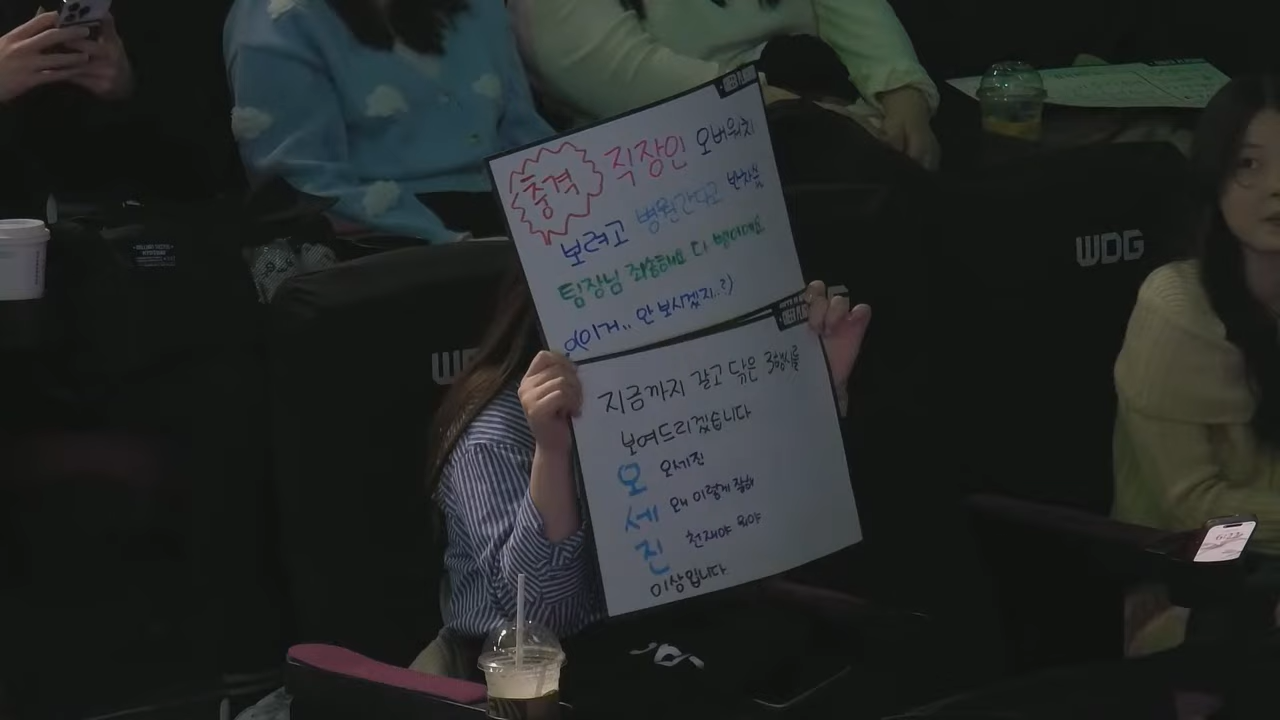 충격 직장인 오버워치
보려고 병원간다고 반차씀
팀장님 죄송해요 다 뻥이에요
(이거.. 안 보시겠지..?)
지금까지 갈고 닦은 3행시를
보여드리겠습니다
오 오세진
세 왜 이렇게 잘해
진 천재야 뭐야
이상입니다
WDG
WDG